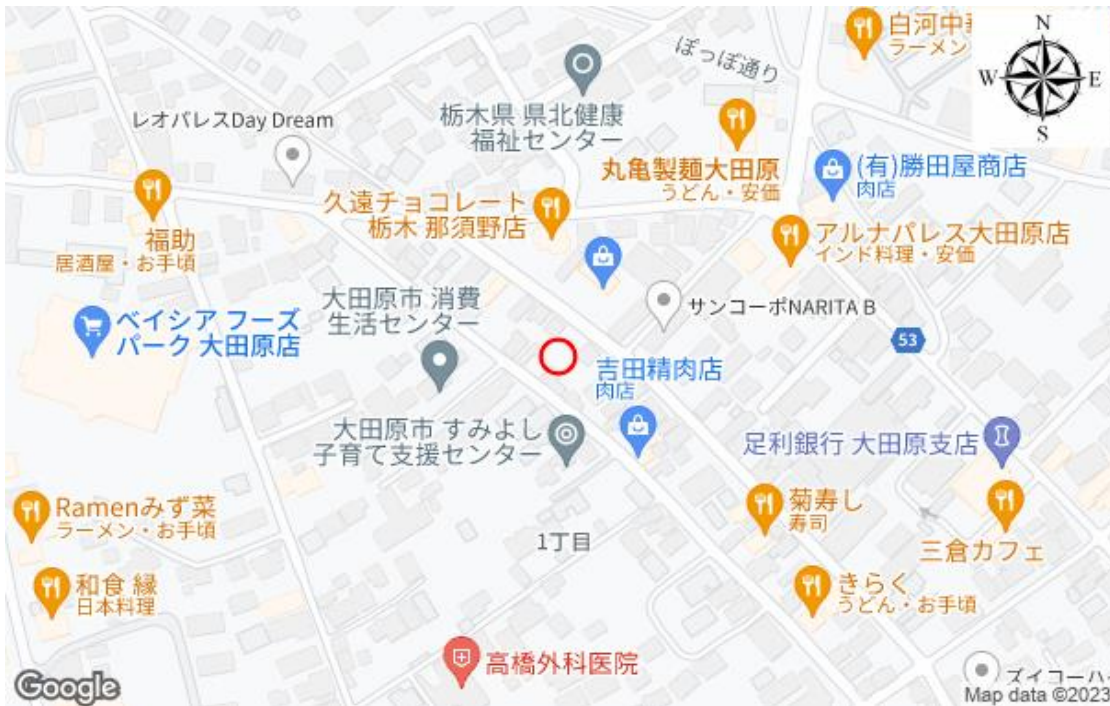 白河中華
ラーメン
N
W
E
S
ぽっぽ通り
栃木県 県北健康
福祉センター
レオパレスDay Dream
丸亀製麺大田原
うどん・安価
(有)勝田屋商店
肉店
久遠チョコレート
栃木 那須野店
福助
居酒屋・お手頃
アルナパレス大田原店
インド料理・安価
大田原市 消費
生活センター
サンコーポNARITA B
ベイシア フーズ
パーク 大田原店
53
吉田精肉店
肉店
大田原市 すみよし
子育て支援センター
足利銀行 大田原支店
Ramenみず菜
ラーメン・お手頃
菊寿し
寿司
1丁目
三倉カフェ
和食 縁
日本料理
きらく
うどん・お手頃
高橋外科医院
ズイコーハ
Google
Map data ©2023